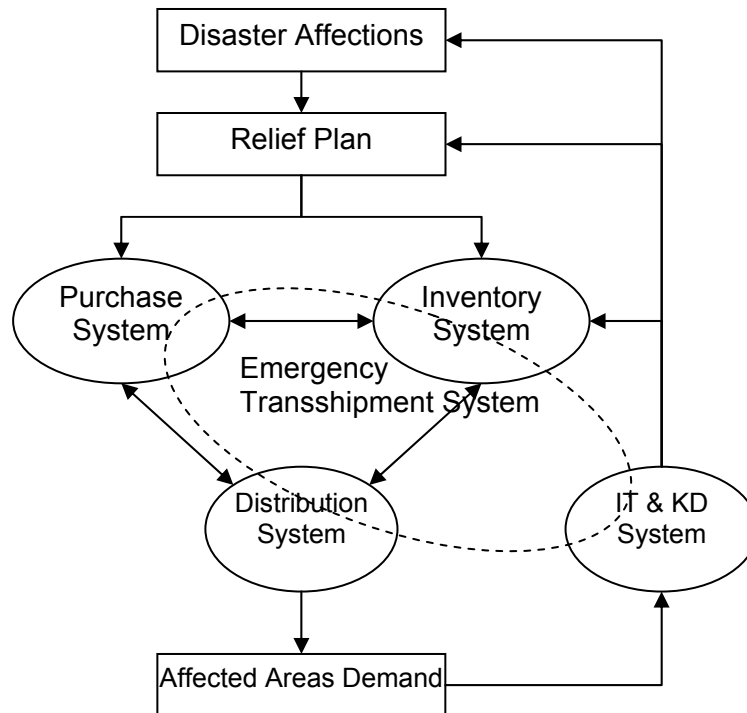 Disaster Affections
Relief Plan
Purchase
System
Inventory
System
Emergency
Transshipment System
Distribution
System
IT & KD
System
Affected Areas Demand